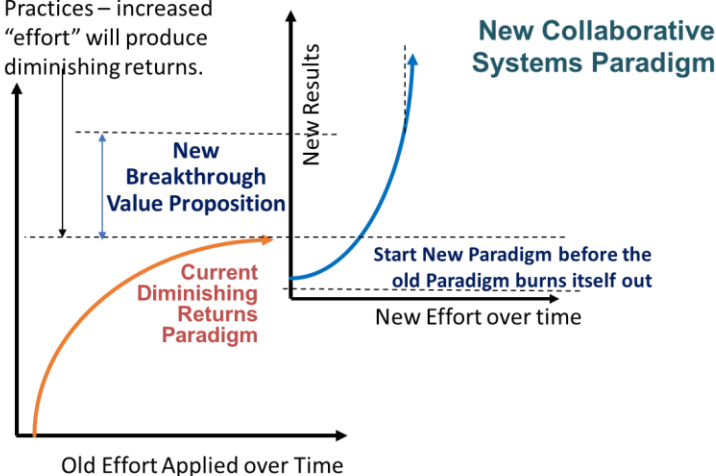 Practices – increased
“effort” will produce
diminishing returns.
New Collaborative
Systems Paradigm
New Results
New
Breakthrough
Value Proposition
Start New Paradigm before the
old Paradigm burns itself out
Current
Diminishing
Returns
Paradigm
New Effort over time
Old Effort Applied over Time